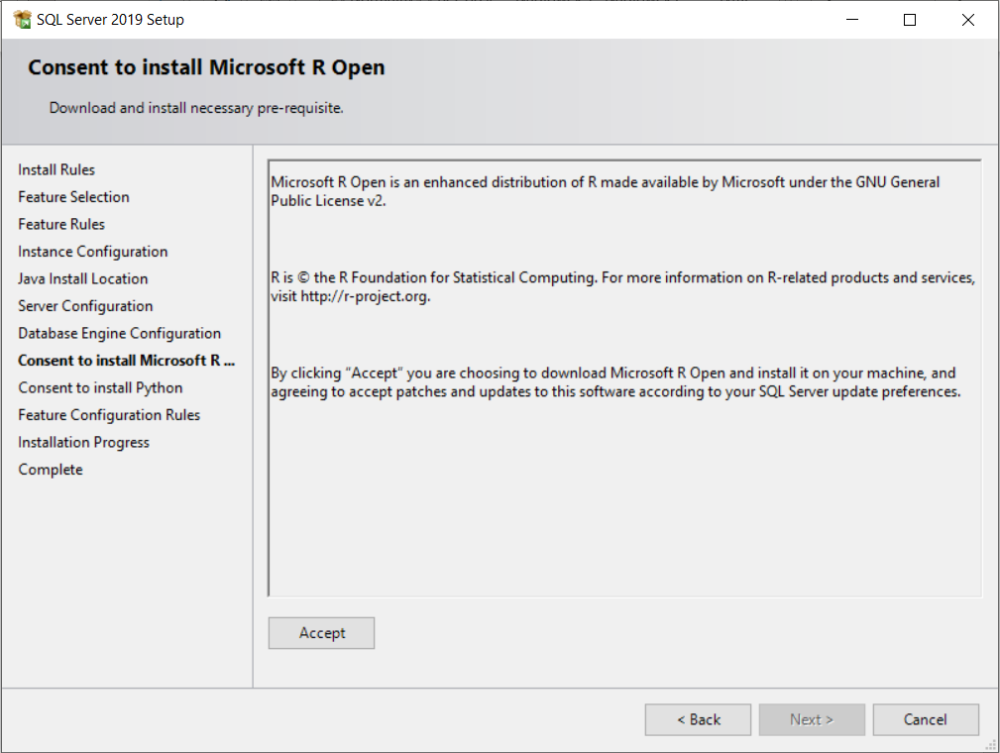 SQL Server 2019 Setup
Consent to install Microsoft R Open
Download and install necessary pre-requisite.
Install Rules
Feature Selection
Feature Rules
Instance Configuration
Java Install Location
Server Configuration
Database Engine Configuration
Consent to install Microsoft R ...
Consent to install Python
Feature Configuration Rules
Installation Progress
Complete
Microsoft R Open is an enhanced distribution of R made available by Microsoft under the GNU General
Public License v2.
R is © the R Foundation for Statistical Computing. For more information on R-related products and services,
visit http://r-project.org.
By clicking “Accept” you are choosing to download Microsoft R Open and install it on your machine, and
agreeing to accept patches and updates to this software according to your SQL Server update preferences.
Accept
< Back
Next >
Cancel